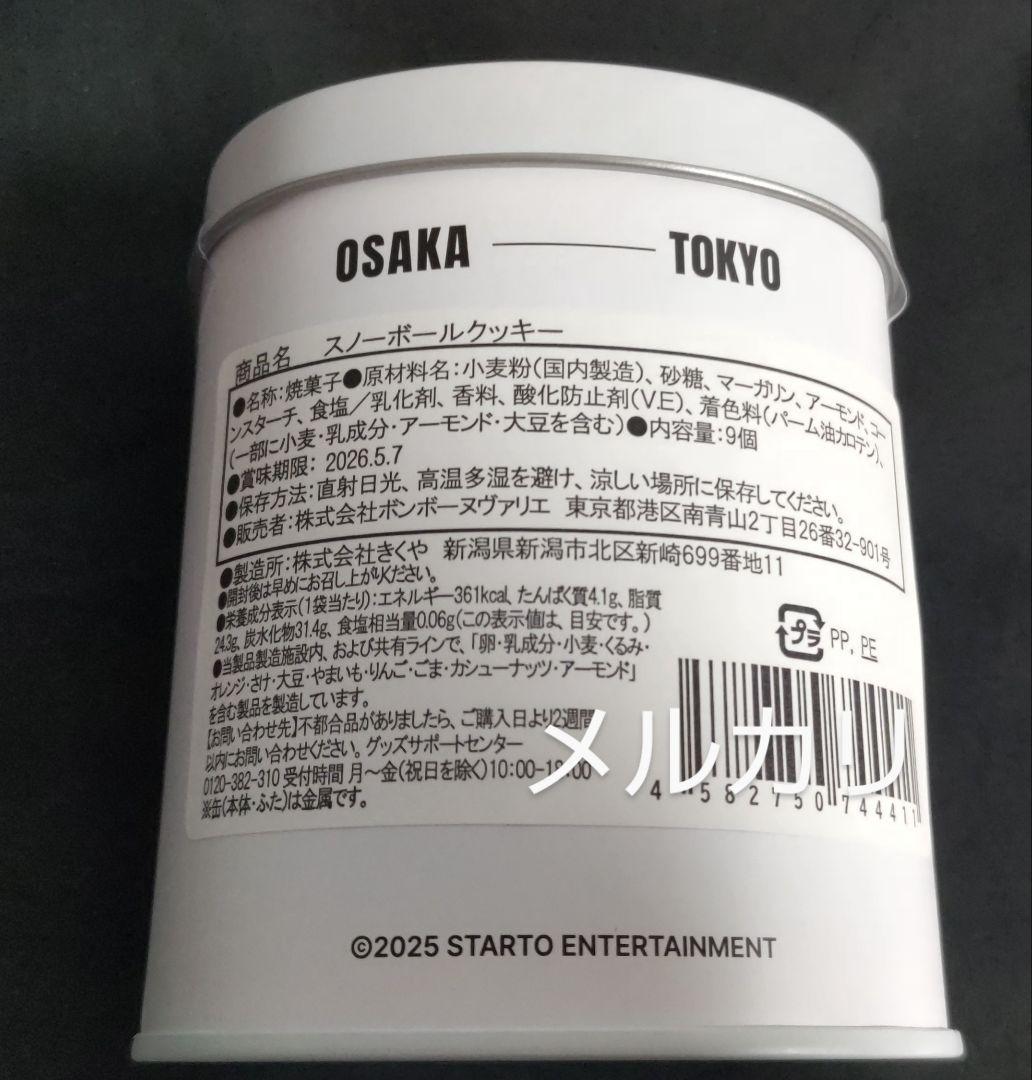 OSAKA TOKYO
商品名 スノーボールクッキー
●名称：焼菓子●原材料名：小麦粉（国内製造）、砂糖、マーガリン、アーモンド、コー
ンスターチ、食塩／乳化剤、香料、酸化防止剤（V.E）、着色料（パーム油カロテン）、
（一部に小麦・乳成分・アーモンド・大豆を含む）●内容量：9個
●賞味期限： 2026.5.7
●保存方法：直射日光、高温多湿を避け、涼しい場所に保存してください。
●販売者：株式会社ボンボーヌヴァリエ 東京都港区南青山2丁目26番32-901号
●製造所：株式会社きくや 新潟県新潟市北区新崎699番地11
●開封後は早めにお召し上がりください。
●栄養成分表示（1袋当たり）：エネルギー361kcal、たんぱく質4.1g、脂質
24.3g、炭水化物31.4g、食塩相当量0.06g（この表示値は、目安です。）
●当製品製造施設内、および共有ラインで、「卵・乳成分・小麦・くるみ・
オレンジ・さけ・大豆・やまいも・りんご・ごま・カシューナッツ・アーモンド」
を含む製品を製造しています。
【お問い合わせ先】不都合品がありましたら、ご購入日より2週間
以内にお問い合わせください。グッズサポートセンター
0120-382-310 受付時間 月～金（祝日を除く）10:00-18:00
※缶（本体・ふた）は金属です。
プラ PP, PE
メルカリ
4 582750 744411
©2025 STARTO ENTERTAINMENT